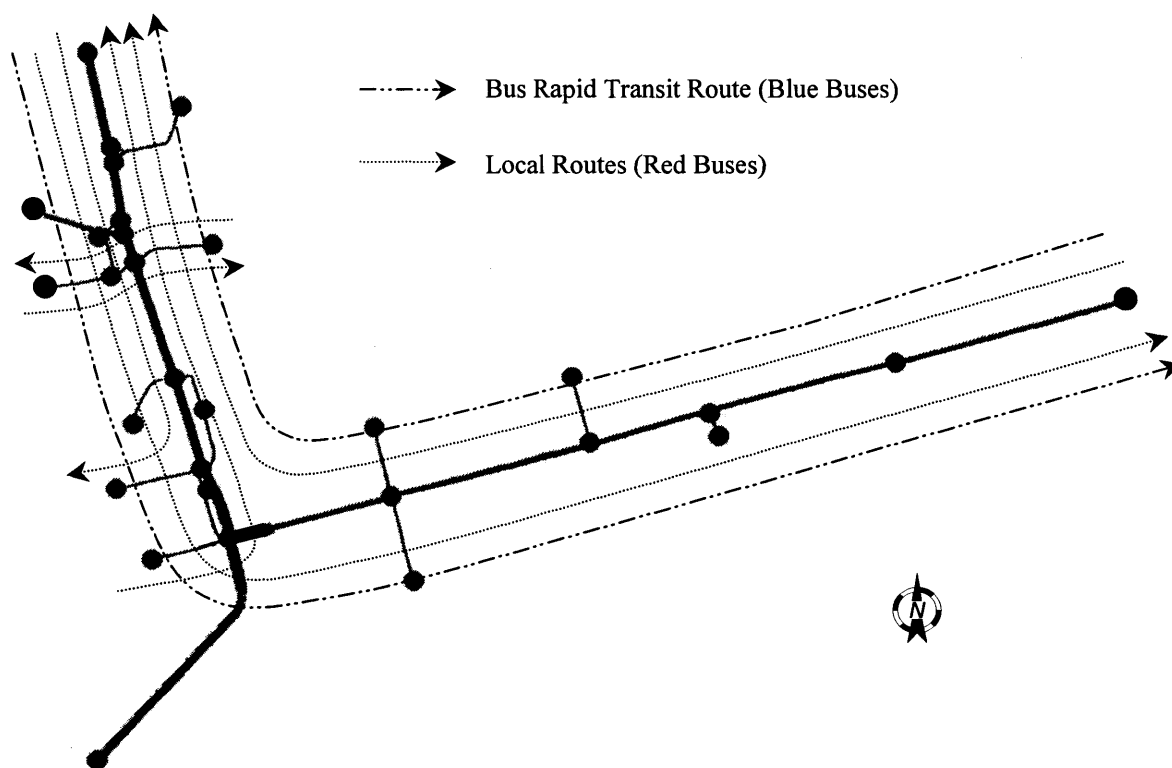 Bus Rapid Transit Route (Blue Buses)
Local Routes (Red Buses)
N